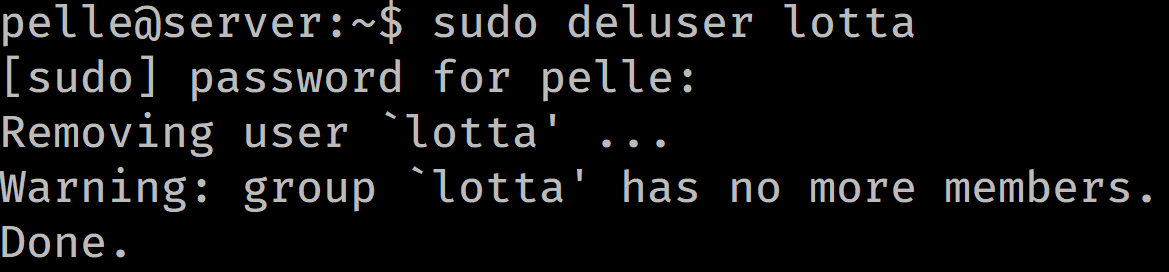 pelle@server:~$ sudo deluser lotta
[sudo] password for pelle:
Removing user `lotta' ...
Warning: group `lotta' has no more members.
Done.